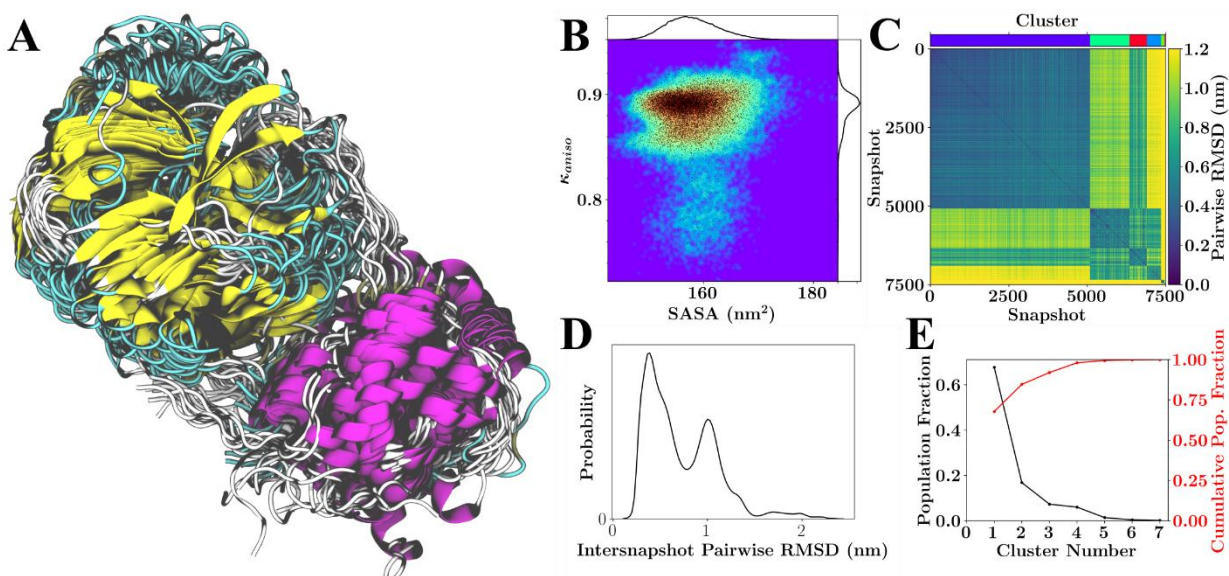 A
B
0.9
0.8
κaniso
160
180
SASA (nm²)
C
Cluster
0
2500
5000
7500
Snapshot
0
2500
5000
7500
Snapshot
1.2
1.0
0.8
0.6
0.4
0.2
0.0
Pairwise RMSD (nm)
D
Probability
0
0
1
2
Intersnapshot Pairwise RMSD (nm)
E
Population Fraction
0.6
0.4
0.2
0.0
0
1
2
3
4
5
6
7
Cluster Number
1.00
0.75
0.50
0.25
0.00
Cumulative Pop. Fraction